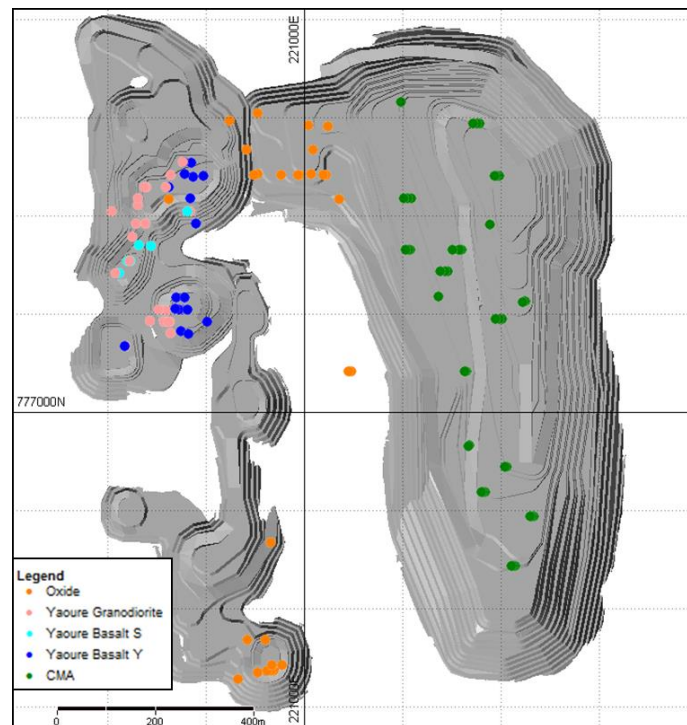 221000E
777000N
Legend
Oxide
Yaoure Granodiorite
Yaoure Basalt S
Yaoure Basalt Y
CMA
0 200 400m
221000E